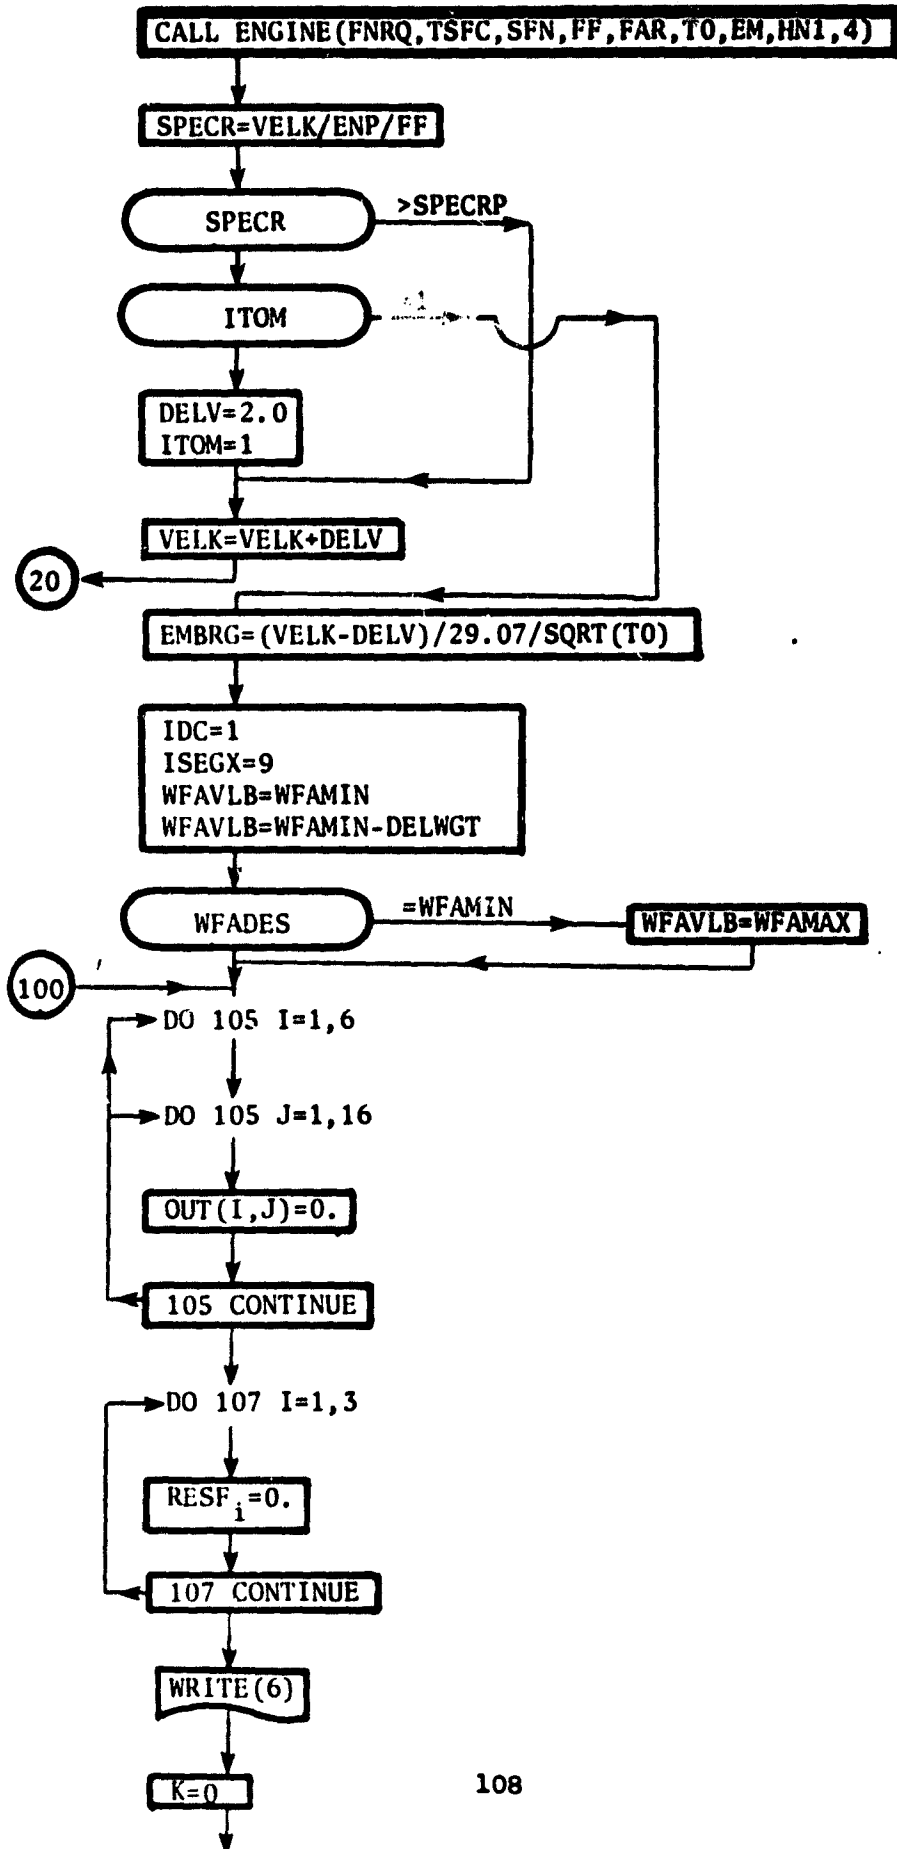 CALL ENGINE(FNRQ,TSFC,SFN,FF,FAR,T0,EM,HN1,4)
SPECR=VELK/ENP/FF
SPECR
>SPECRP
ITOM
DELV=2.0
ITOM=1
VELK=VELK+DELV
20
EMBRG=(VELK-DELV)/29.07/SQRT(T0)
IDC=1
ISEGX=9
WFAVLB=WFAMIN
WFAVLB=WFAMIN-DELWGT
WFADES
=WFAMIN
WFAVLB=WFAMAX
100
DO 105 I=1,6
DO 105 J=1,16
OUT(I,J)=0.
105 CONTINUE
DO 107 I=1,3
RESFi=0.
107 CONTINUE
WRITE(6)
K=0
108